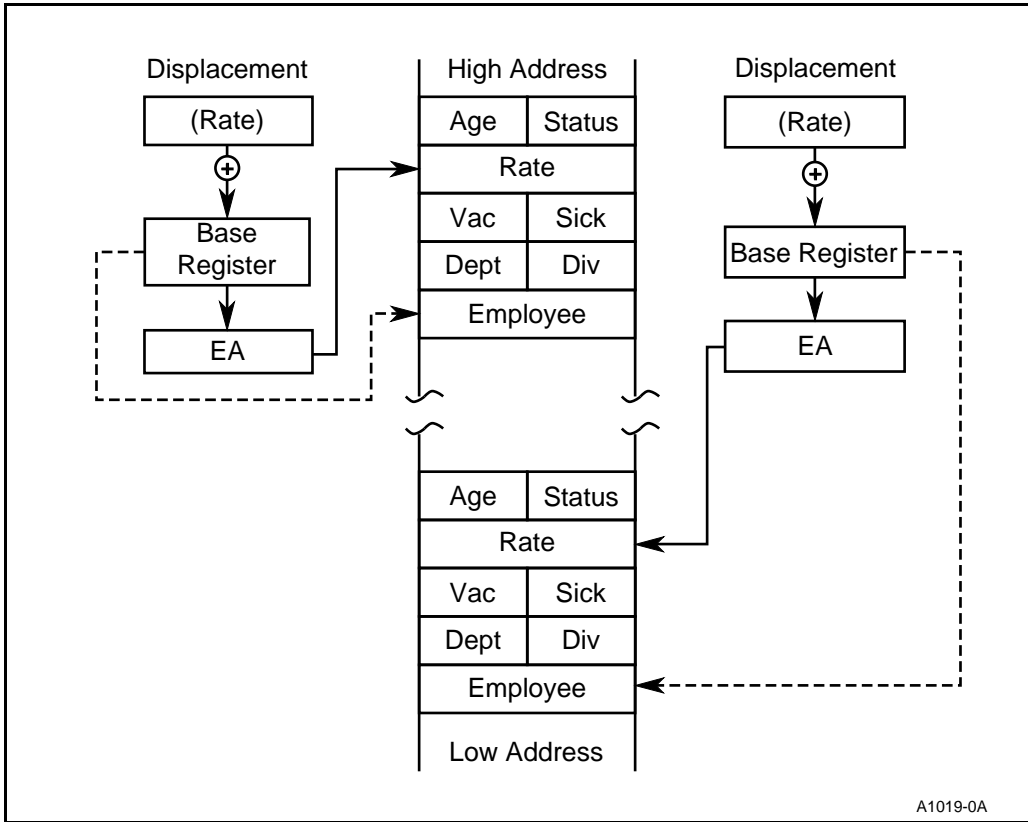 Displacement
High Address
Displacement
(Rate)
Age Status
(Rate)
+
Rate
+
Base
Register
Vac Sick
Base Register
Dept Div
EA
Employee
EA
Age Status
Rate
Vac Sick
Dept Div
Employee
Low Address
A1019-0A